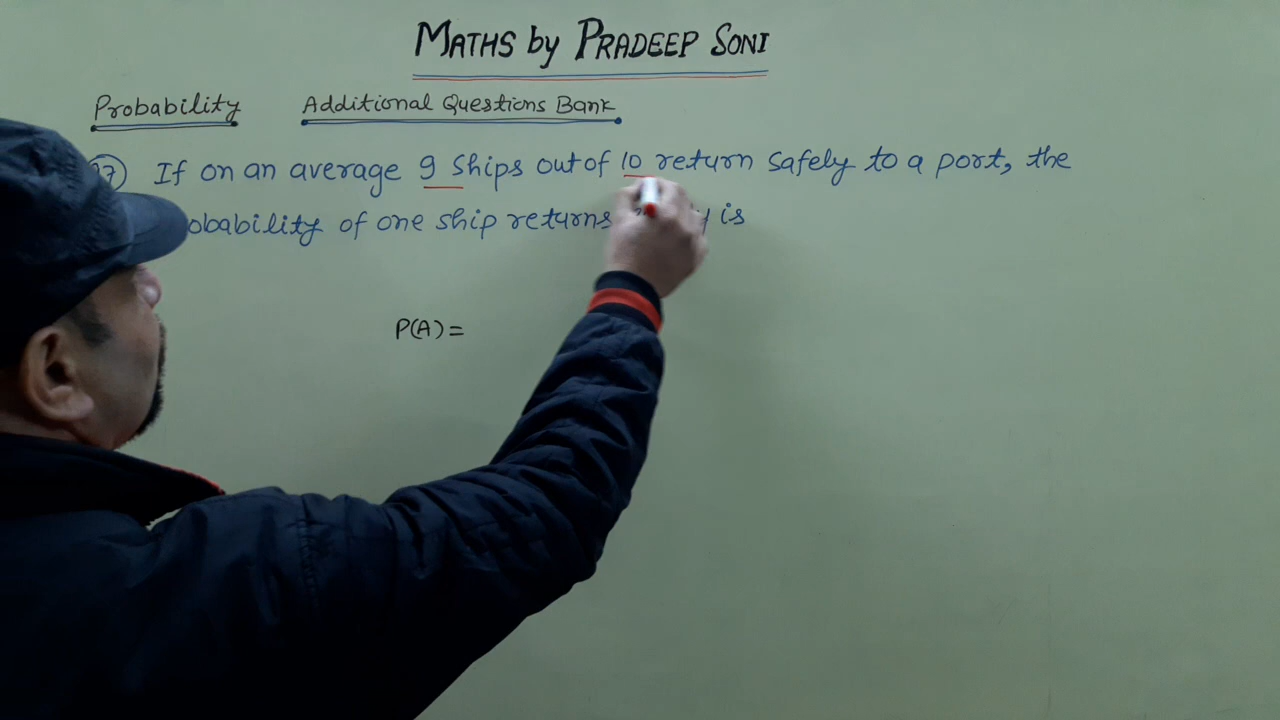 MATHS by PRADEEP SONI
Probability Additional Questions Bank
7) If on an average 9 ships out of 10 return safely to a port, the
obability of one ship returns y is
P(A) =